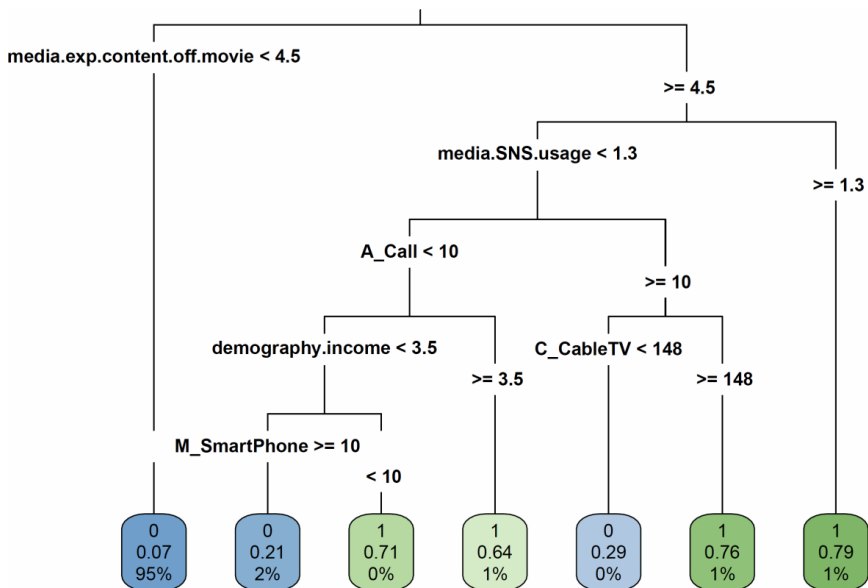 media.exp.content.off.movie < 4.5
>= 4.5
media.SNS.usage < 1.3
>= 1.3
A_Call < 10
>= 10
demography.income < 3.5
C_CableTV < 148
>= 3.5
>= 148
M_SmartPhone >= 10
< 10
0 0 1 1 0 1 1
0.07 0.21 0.71 0.64 0.29 0.76 0.79
95% 2% 0% 1% 0% 1% 1%